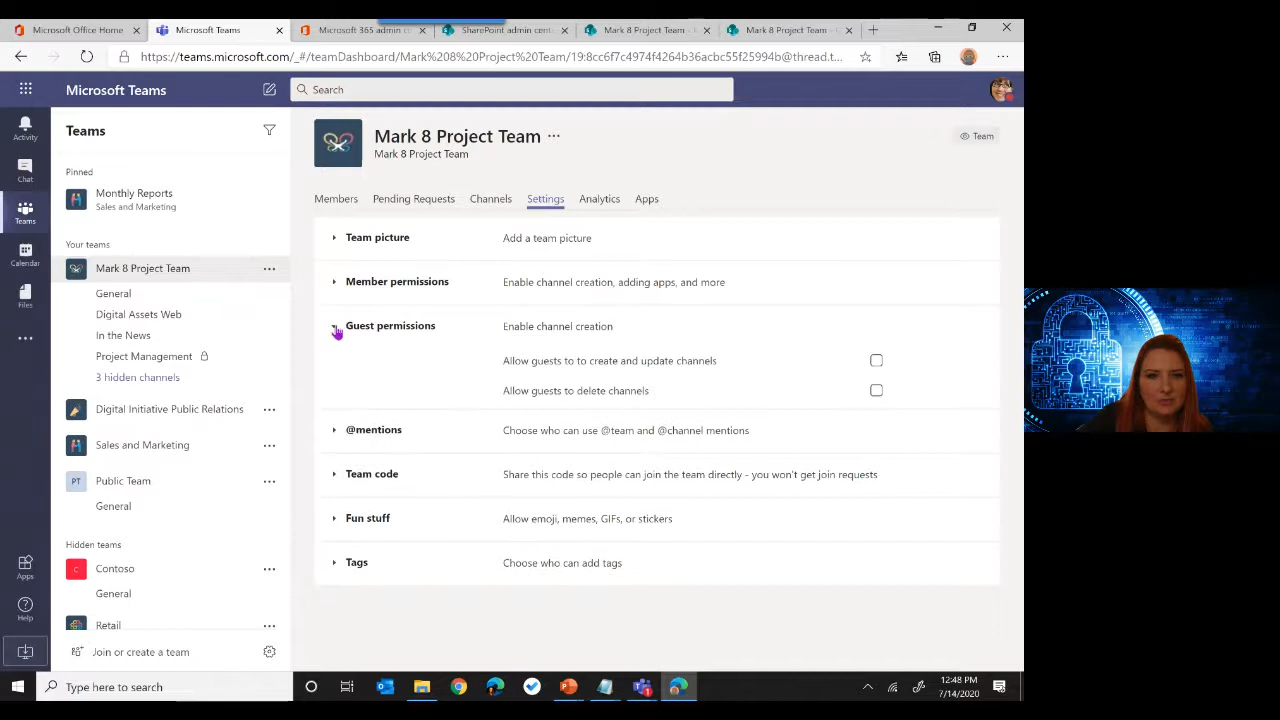 Microsoft Office Home
Microsoft Teams
Microsoft 365 admin c
SharePoint admin cent
Mark 8 Project Team -
Mark 8 Project Team -
https://teams.microsoft.com/_#/teamDashboard/Mark%208%20Project%20Team/19:8cc6f7c4974f4264b36acbc55f25994b@thread.t...
Microsoft Teams
Search
Activity
Chat
Teams
Calendar
Files
Apps
Help
Teams
Pinned
Monthly Reports
Sales and Marketing
Your teams
Mark 8 Project Team
General
Digital Assets Web
In the News
Project Management
3 hidden channels
Digital Initiative Public Relations
Sales and Marketing
PT Public Team
General
Hidden teams
C Contoso
General
Retail
Join or create a team
Mark 8 Project Team
Mark 8 Project Team
Team
Members Pending Requests Channels Settings Analytics Apps
Team picture Add a team picture
Member permissions Enable channel creation, adding apps, and more
Guest permissions Enable channel creation
Allow guests to to create and update channels
Allow guests to delete channels
@mentions Choose who can use @team and @channel mentions
Team code Share this code so people can join the team directly - you won't get join requests
Fun stuff Allow emoji, memes, GIFs, or stickers
Tags Choose who can add tags
Type here to search
12:48 PM
7/14/2020